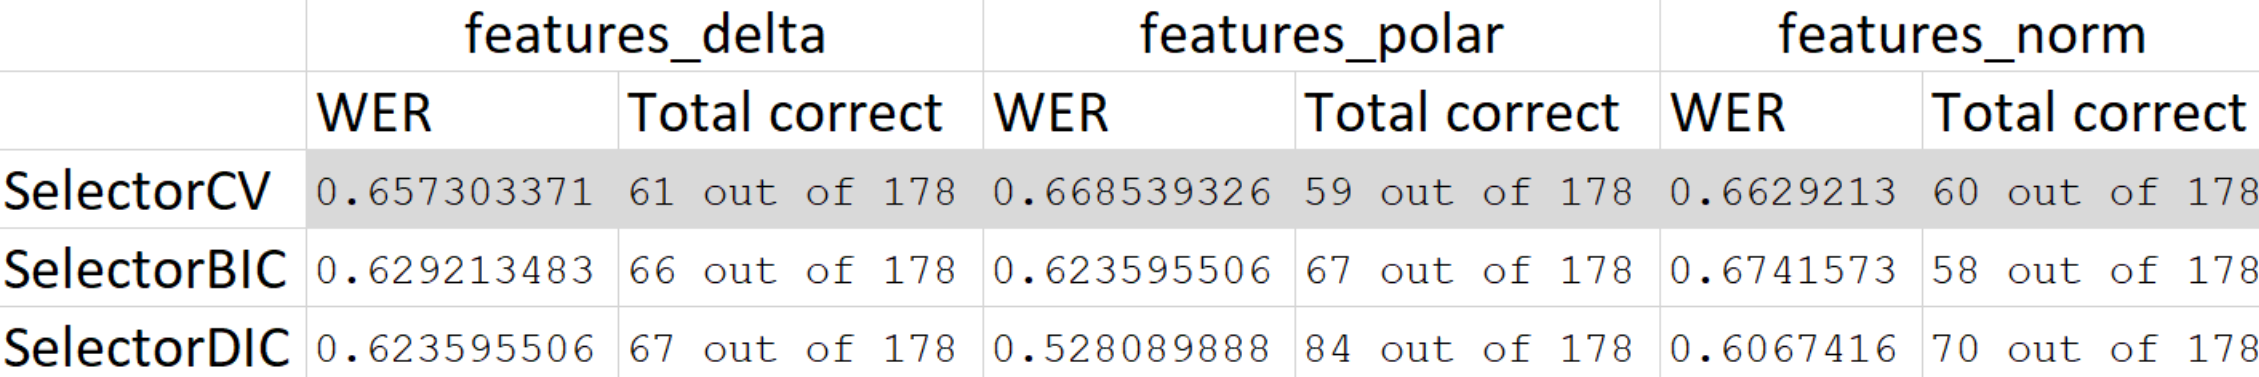 features_delta features_polar features_norm
WER Total correct WER Total correct WER Total correct
SelectorCV 0.657303371 61 out of 178 0.668539326 59 out of 178 0.6629213 60 out of 178
SelectorBIC 0.629213483 66 out of 178 0.623595506 67 out of 178 0.6741573 58 out of 178
SelectorDIC 0.623595506 67 out of 178 0.528089888 84 out of 178 0.6067416 70 out of 178